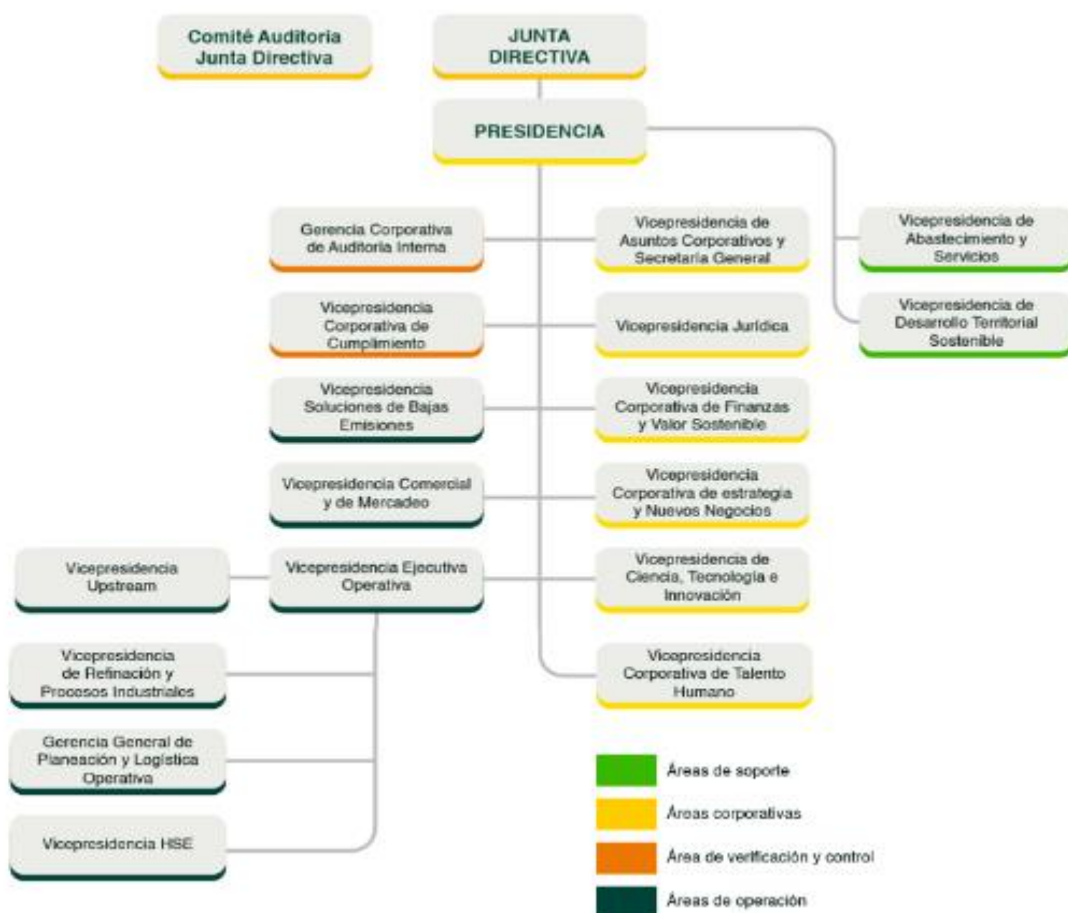 Comité Auditoria
Junta Directiva
JUNTA
DIRECTIVA
PRESIDENCIA
Gerencia Corporativa
de Auditoría Interna
Vicepresidencia de
Asuntos Corporativos y
Secretaría General
Vicepresidencia de
Abastecimiento y
Servicios
Vicepresidencia
Corporativa de
Cumplimiento
Vicepresidencia Jurídica
Vicepresidencia de
Desarrollo Territorial
Sostenible
Vicepresidencia
Soluciones de Bajas
Emisiones
Vicepresidencia
Corporativa de Finanzas
y Valor Sostenible
Vicepresidencia Comercial
y de Mercadeo
Vicepresidencia
Corporativa de estrategia
y Nuevos Negocios
Vicepresidencia
Upstream
Vicepresidencia Ejecutiva
Operativa
Vicepresidencia de
Ciencia, Tecnología e
Innovación
Vicepresidencia
de Refinación y
Procesos Industriales
Vicepresidencia
Corporativa de Talento
Humano
Gerencia General de
Planeación y Logística
Operativa
Vicepresidencia HSE
Áreas de soporte
Áreas corporativas
Área de verificación y control
Áreas de operación